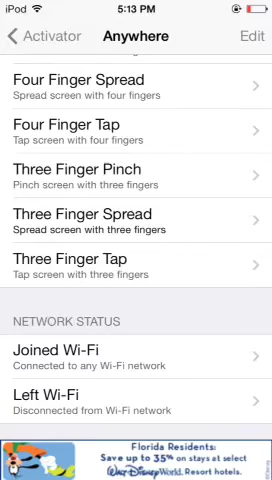 iPod 5:13 PM
Activator Anywhere Edit
Four Finger Spread
Spread screen with four fingers
Four Finger Tap
Tap screen with four fingers
Three Finger Pinch
Pinch screen with three fingers
Three Finger Spread
Spread screen with three fingers
Three Finger Tap
Tap screen with three fingers
NETWORK STATUS
Joined Wi-Fi
Connected to any Wi-Fi network
Left Wi-Fi
Disconnected from Wi-Fi network
Florida Residents:
Save up to 35% on stays at select
Walt Disney World. Resort hotels.